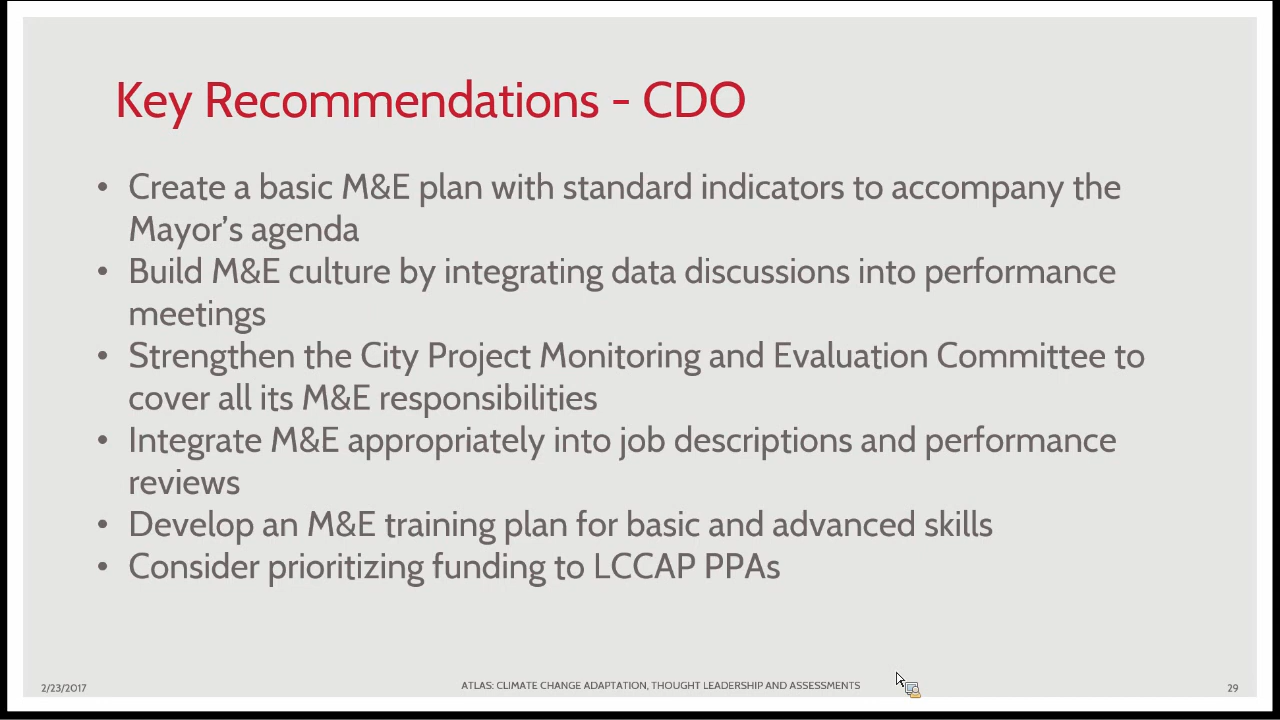 Key Recommendations - CDO
• Create a basic M&E plan with standard indicators to accompany the
Mayor's agenda
• Build M&E culture by integrating data discussions into performance
meetings
• Strengthen the City Project Monitoring and Evaluation Committee to
cover all its M&E responsibilities
• Integrate M&E appropriately into job descriptions and performance
reviews
• Develop an M&E training plan for basic and advanced skills
• Consider prioritizing funding to LCCAP PPAs
2/23/2017
ATLAS: CLIMATE CHANGE ADAPTATION, THOUGHT LEADERSHIP AND ASSESSMENTS
29